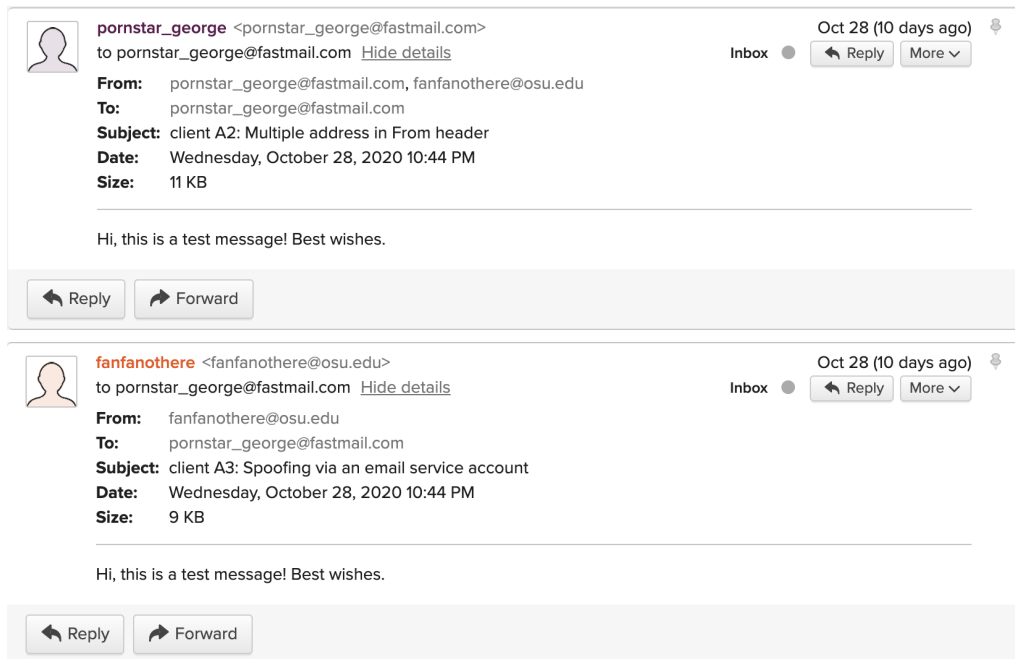 pornstar_george <pornstar_george@fastmail.com> Oct 28 (10 days ago)
to pornstar_george@fastmail.com Hide details Inbox Reply More
From: pornstar_george@fastmail.com, fanfanothere@osu.edu
To: pornstar_george@fastmail.com
Subject: client A2: Multiple address in From header
Date: Wednesday, October 28, 2020 10:44 PM
Size: 11 KB
Hi, this is a test message! Best wishes.
Reply Forward
fanfanothere <fanfanothere@osu.edu> Oct 28 (10 days ago)
to pornstar_george@fastmail.com Hide details Inbox Reply More
From: fanfanothere@osu.edu
To: pornstar_george@fastmail.com
Subject: client A3: Spoofing via an email service account
Date: Wednesday, October 28, 2020 10:44 PM
Size: 9 KB
Hi, this is a test message! Best wishes.
Reply Forward